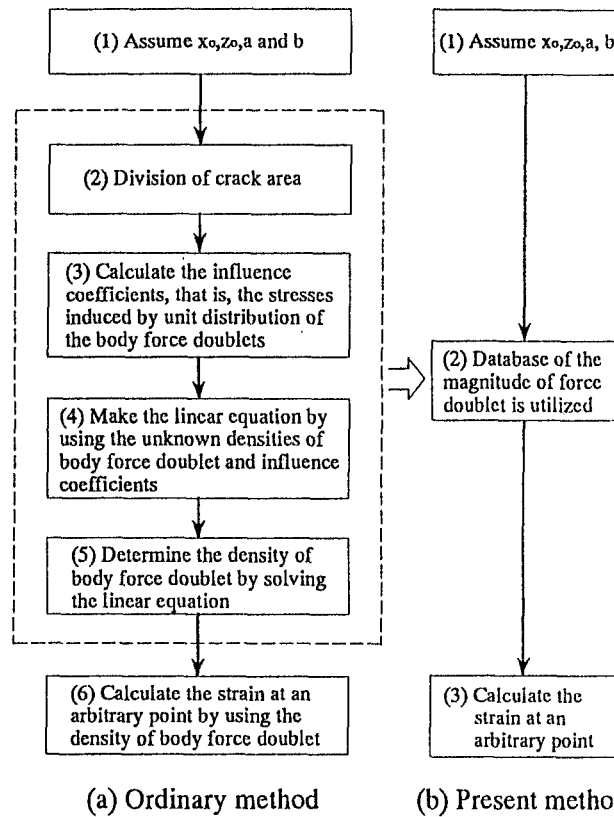 (1) Assume xo,zo,a and b
(2) Division of crack area
(3) Calculate the influence
coefficients, that is, the stresses
induced by unit distribution of
the body force doublets
(4) Make the linear equation by
using the unknown densities of
body force doublet and influence
coefficients
(5) Determine the density of
body force doublet by solving
the linear equation
(6) Calculate the strain at an
arbitrary point by using the
density of body force doublet
(a) Ordinary method
(1) Assume xo,zo,a, b
(2) Database of the
magnitude of force
doublet is utilized
(3) Calculate the
strain at an
arbitrary point
(b) Present metho